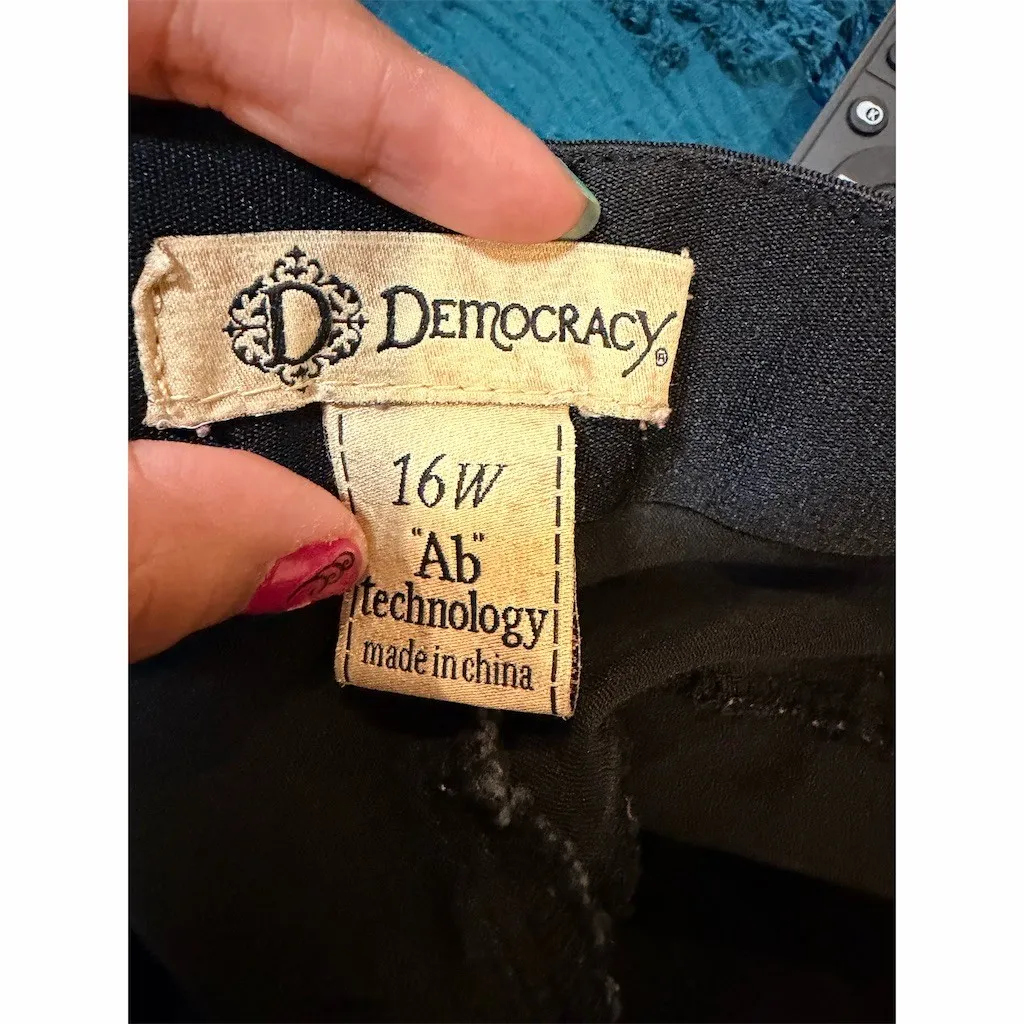 K
D DEMOCRACY®
16W
"Ab"
technology
made in china